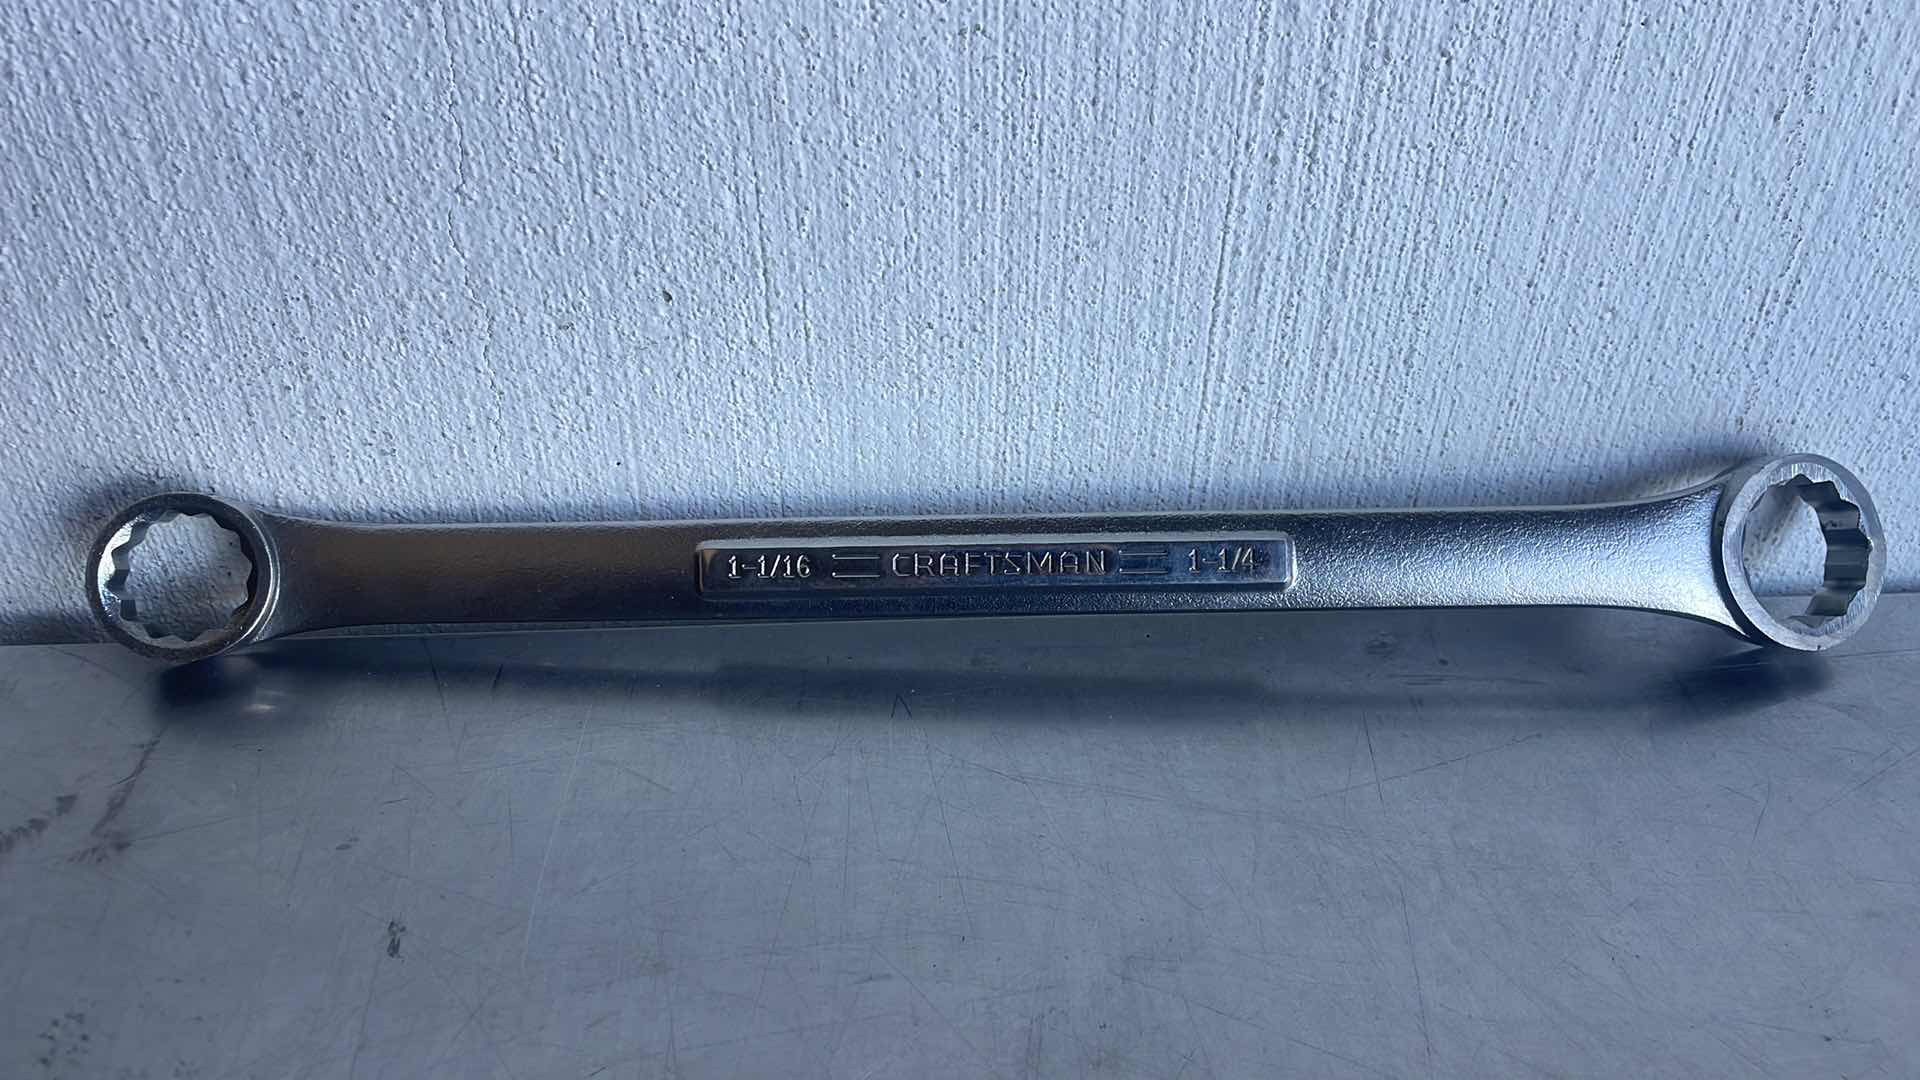 1-1/16 = CRAFTSMAN = 1-1/4